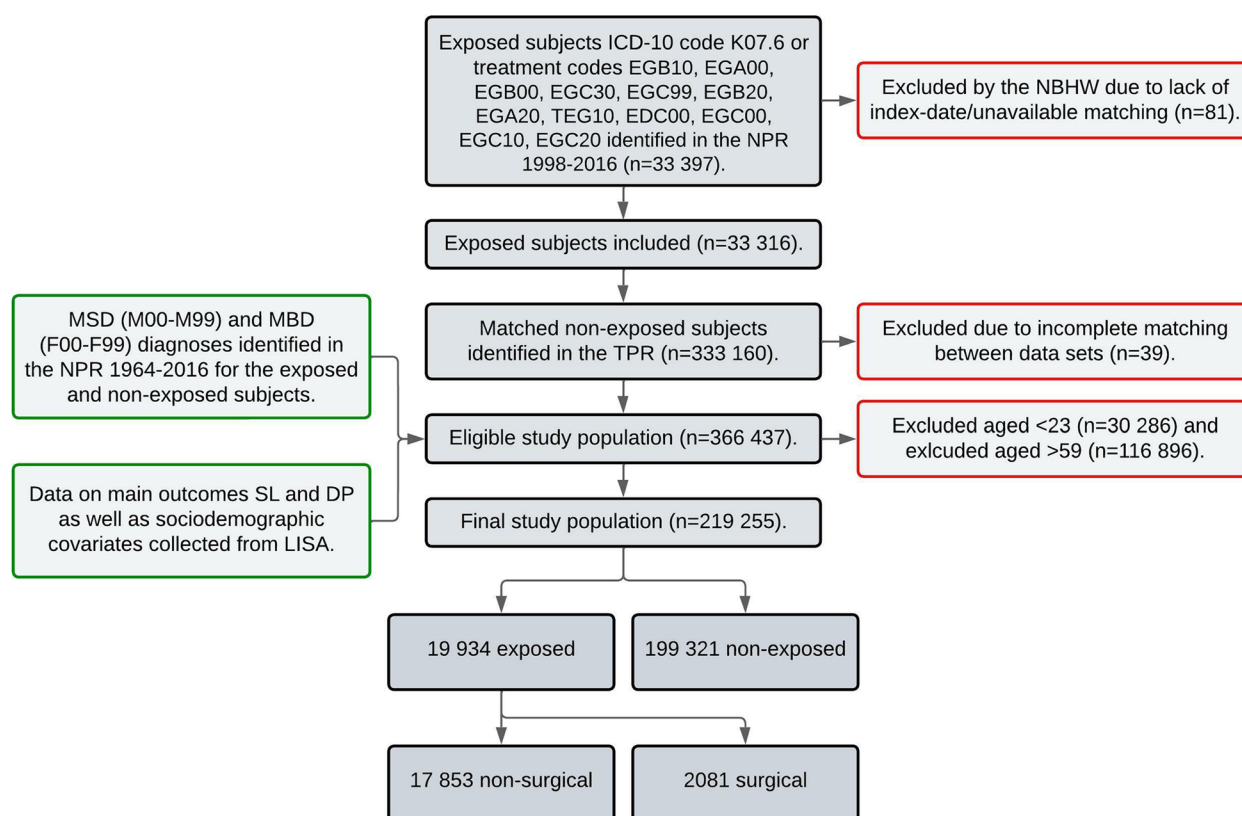 Exposed subjects ICD-10 code K07.6 or
treatment codes EGB10, EGA00,
EGB00, EGC30, EGC99, EGB20,
EGA20, TEG10, EDC00, EGC00,
EGC10, EGC20 identified in the NPR
1998-2016 (n=33 397).
Excluded by the NBHW due to lack of
index-date/unavailable matching (n=81).
Exposed subjects included (n=33 316).
MSD (M00-M99) and MBD
(F00-F99) diagnoses identified in
the NPR 1964-2016 for the exposed
and non-exposed subjects.
Matched non-exposed subjects
identified in the TPR (n=333 160).
Excluded due to incomplete matching
between data sets (n=39).
Eligible study population (n=366 437).
Excluded aged <23 (n=30 286) and
exlcuded aged >59 (n=116 896).
Data on main outcomes SL and DP
as well as sociodemographic
covariates collected from LISA.
Final study population (n=219 255).
19 934 exposed
199 321 non-exposed
17 853 non-surgical
2081 surgical